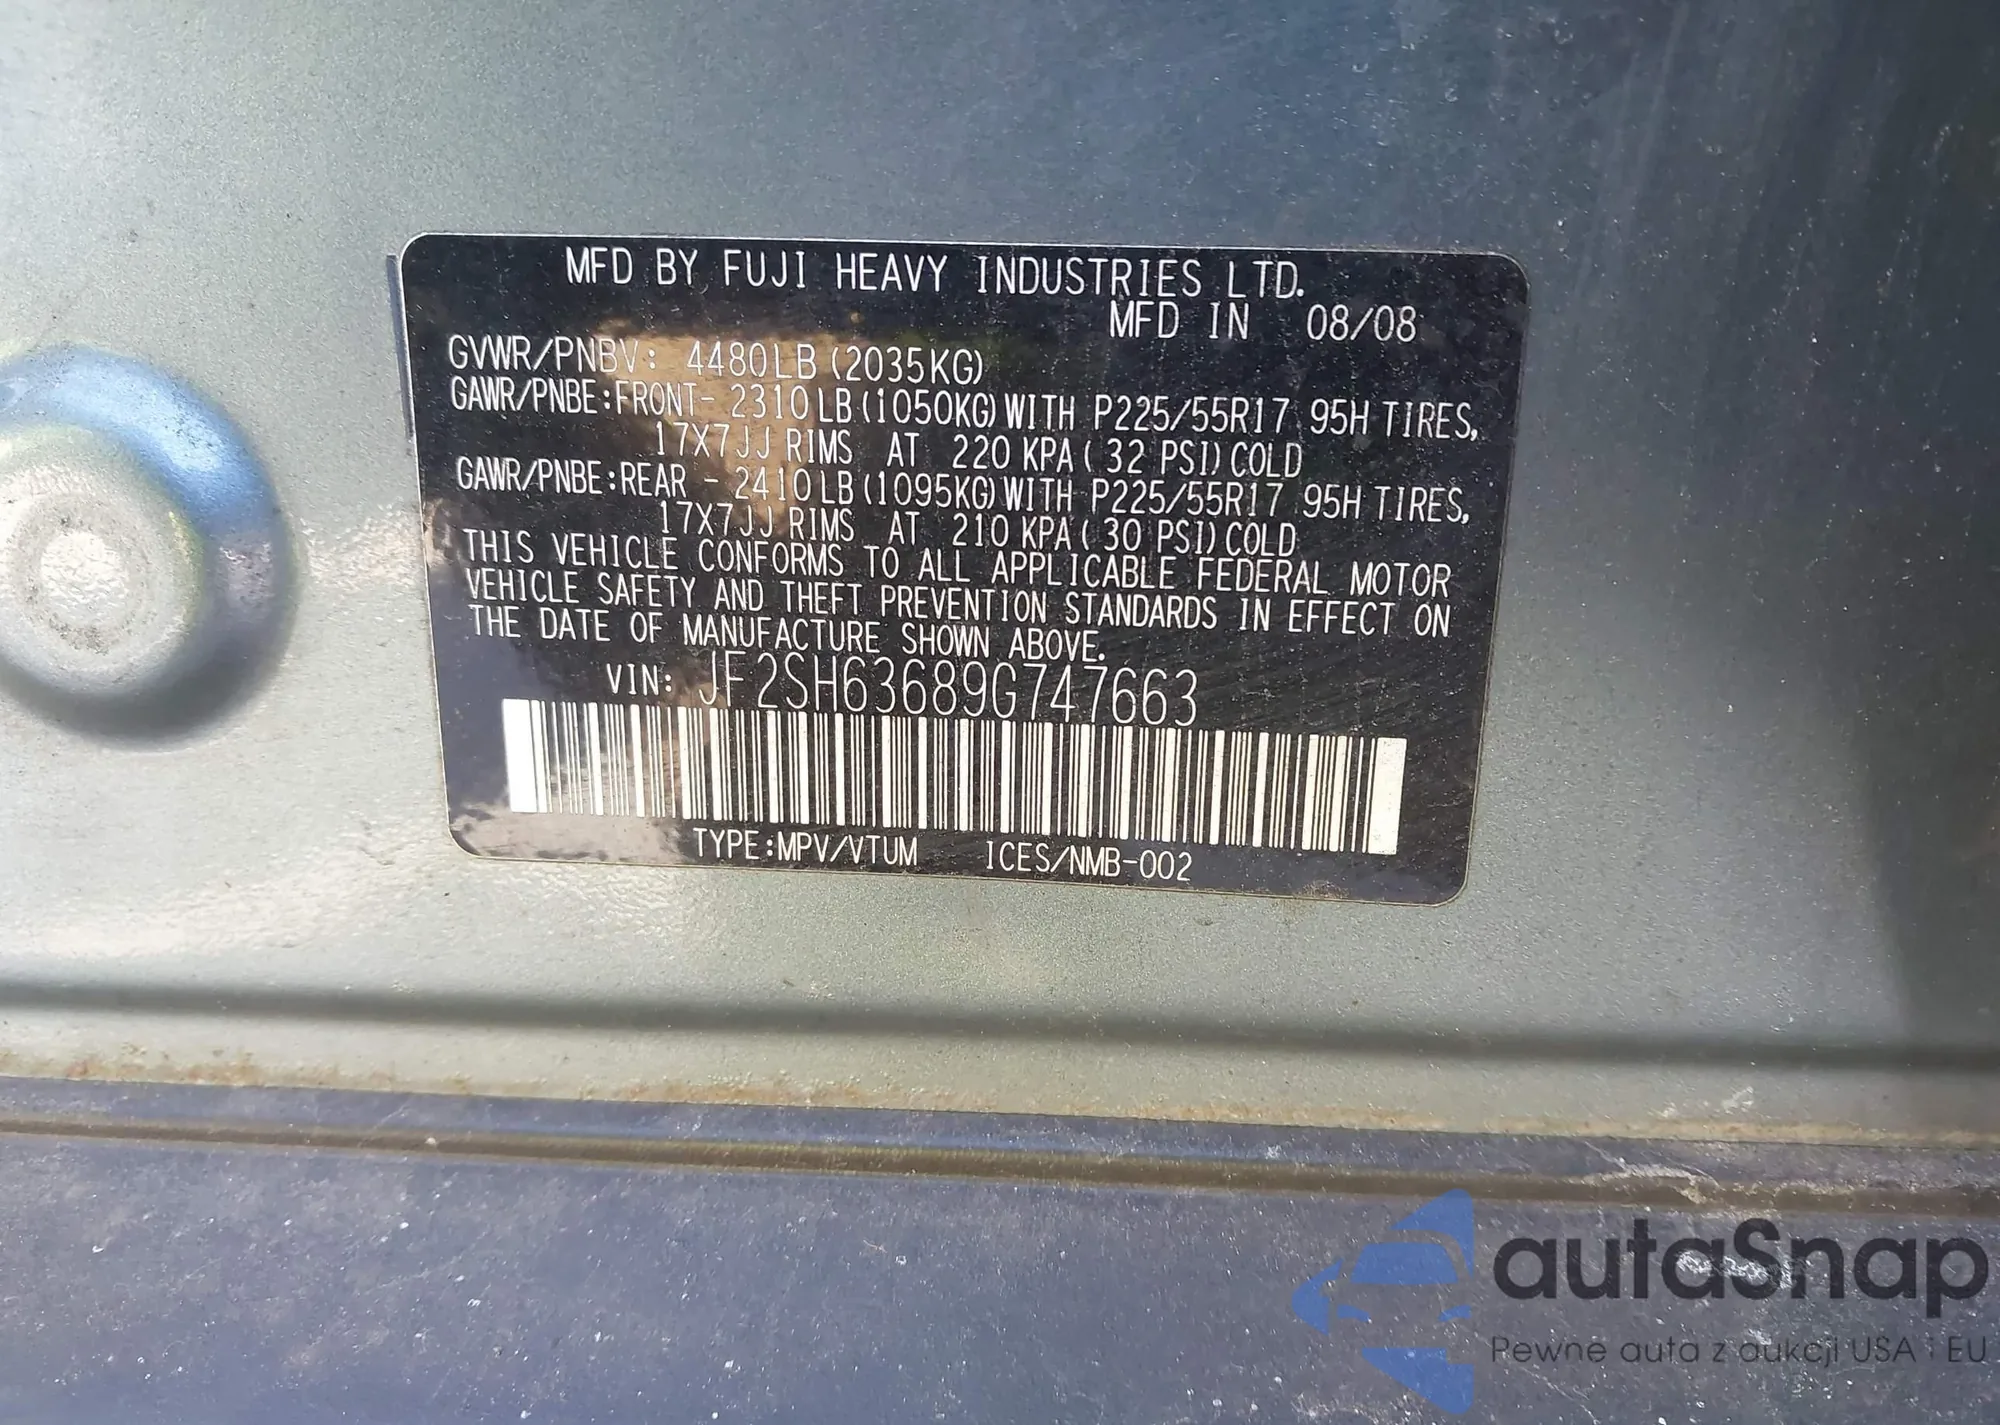 MFD BY FUJI HEAVY INDUSTRIES LTD.
MFD IN 08/08
GVWR/PNBV: 4480LB (2035KG)
GAWR/PNBE:FRONT- 2310LB(1050KG)WITH P225/55R17 95H TIRES,
17X7JJ RIMS AT 220 KPA( 32 PSI)COLD
GAWR/PNBE:REAR - 2410LB(1095KG)WITH P225/55R17 95H TIRES,
17X7JJ RIMS AT 210 KPA( 30 PSI)COLD
THIS VEHICLE CONFORMS TO ALL APPLICABLE FEDERAL MOTOR
VEHICLE SAFETY AND THEFT PREVENTION STANDARDS IN EFFECT ON
THE DATE OF MANUFACTURE SHOWN ABOVE.
VIN: JF2SH63689G747663
TYPE:MPV/VTUM ICES/NMB-002
autaSnap
Pewne auta z aukcji USA i EU